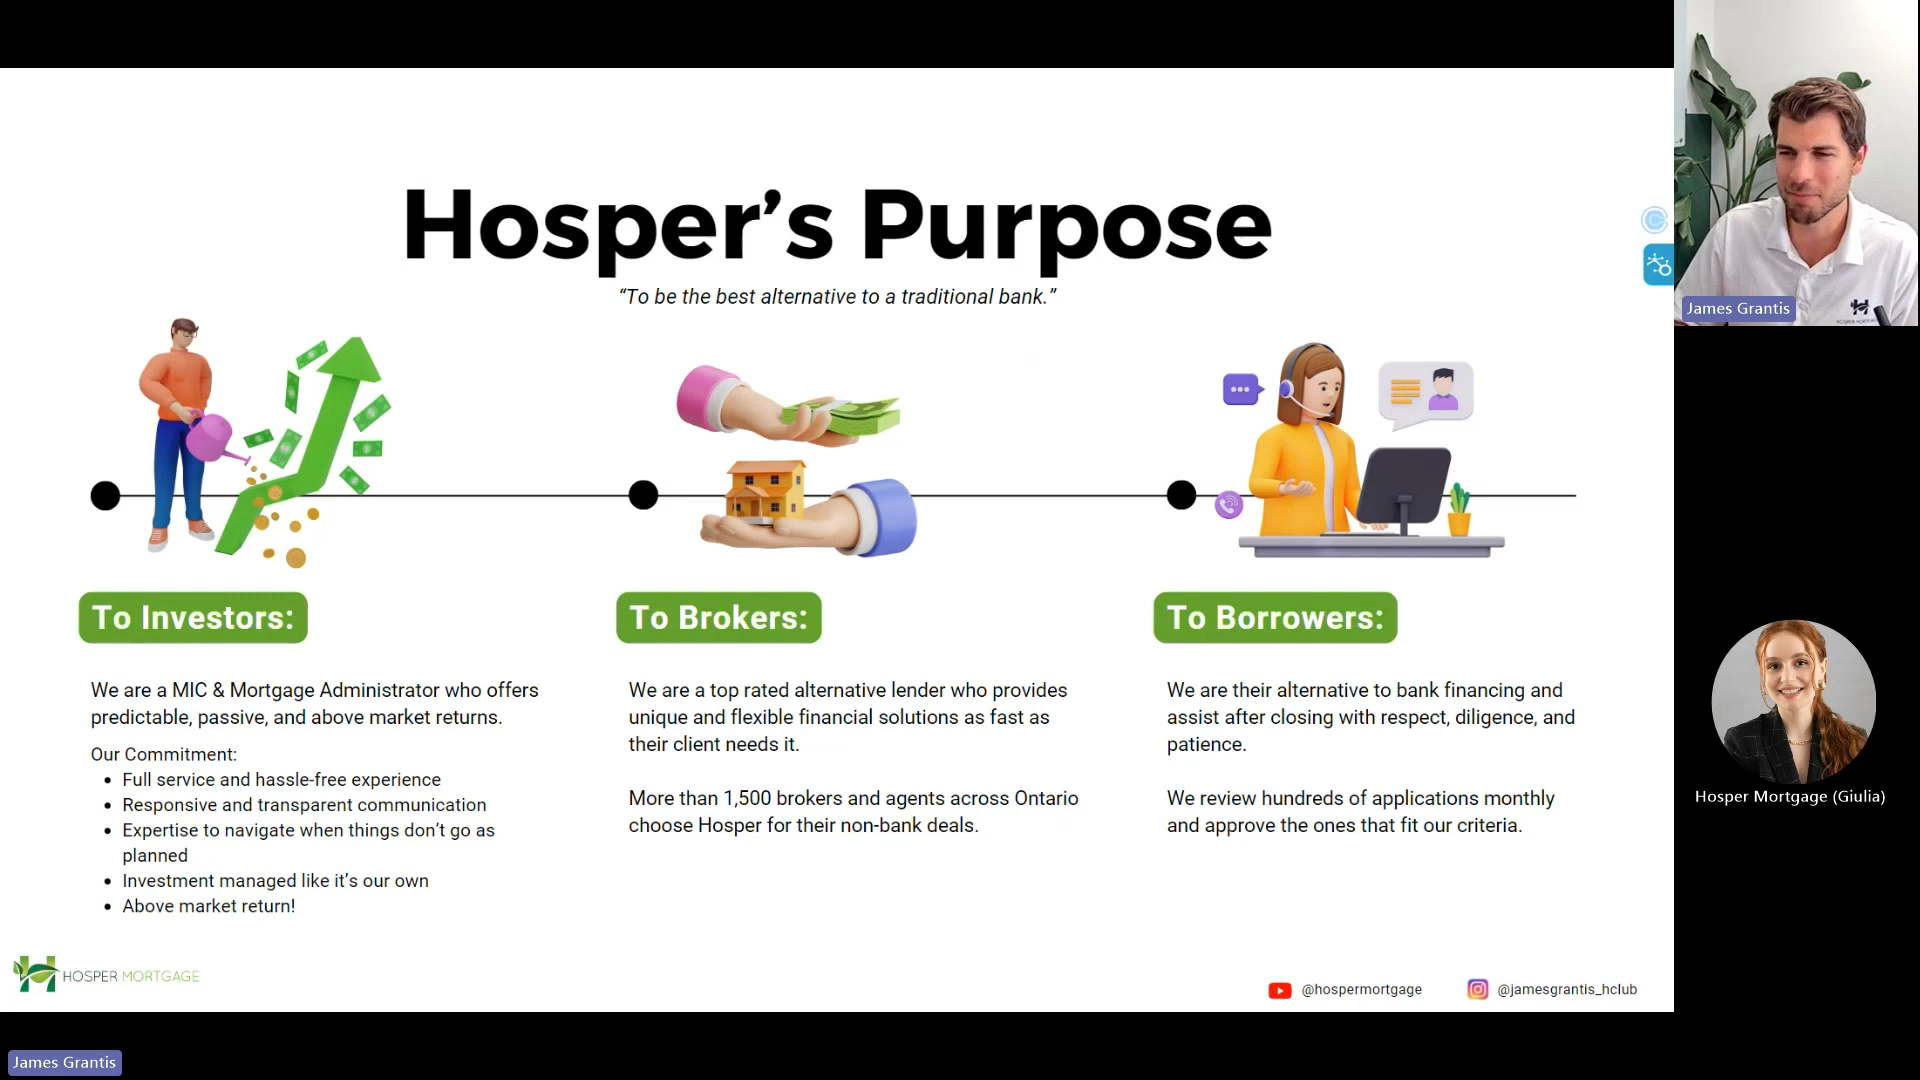 Hosper’s Purpose
“To be the best alternative to a traditional bank.”
To Investors:
We are a MIC & Mortgage Administrator who offers
predictable, passive, and above market returns.
Our Commitment:
• Full service and hassle-free experience
• Responsive and transparent communication
• Expertise to navigate when things don’t go as
planned
• Investment managed like it’s our own
• Above market return!
To Brokers:
We are a top rated alternative lender who provides
unique and flexible financial solutions as fast as
their client needs it.
More than 1,500 brokers and agents across Ontario
choose Hosper for their non-bank deals.
To Borrowers:
We are their alternative to bank financing and
assist after closing with respect, diligence, and
patience.
We review hundreds of applications monthly
and approve the ones that fit our criteria.
HOSPER MORTGAGE
@hospermortgage
@jamesgrantis_hclub
James Grantis
HOSPER MORTGAGE
Hosper Mortgage (Giulia)
James Grantis